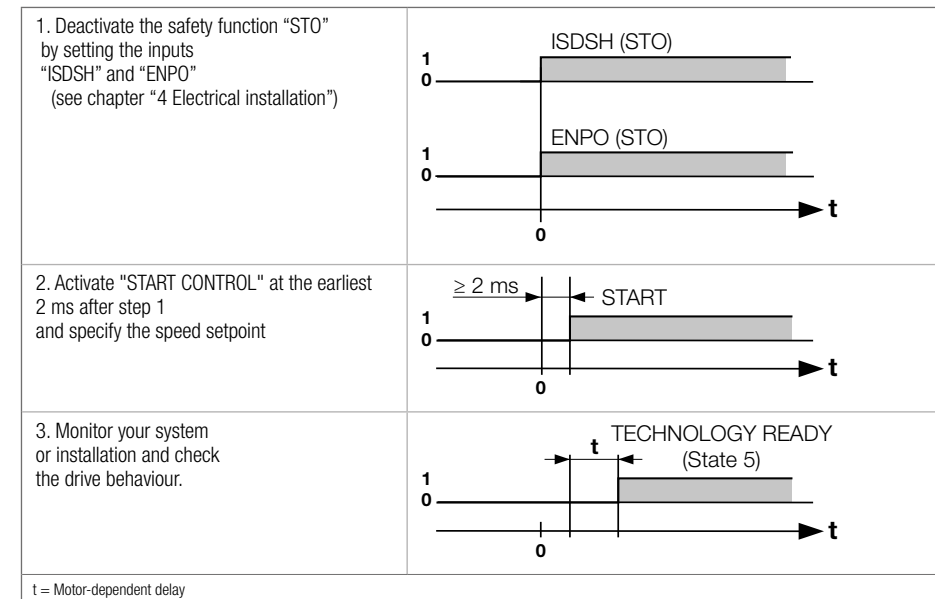 1. Deactivate the safety function “STO”
by setting the inputs
“ISDSH” and “ENPO”
(see chapter “4 Electrical installation”)
ISDSH (STO)
1
0
ENPO (STO)
1
0
t
0
2. Activate "START CONTROL" at the earliest
2 ms after step 1
and specify the speed setpoint
≥ 2 ms
START
1
0
t
0
3. Monitor your system
or installation and check
the drive behaviour.
TECHNOLOGY READY
(State 5)
t
1
0
t
0
t = Motor-dependent delay